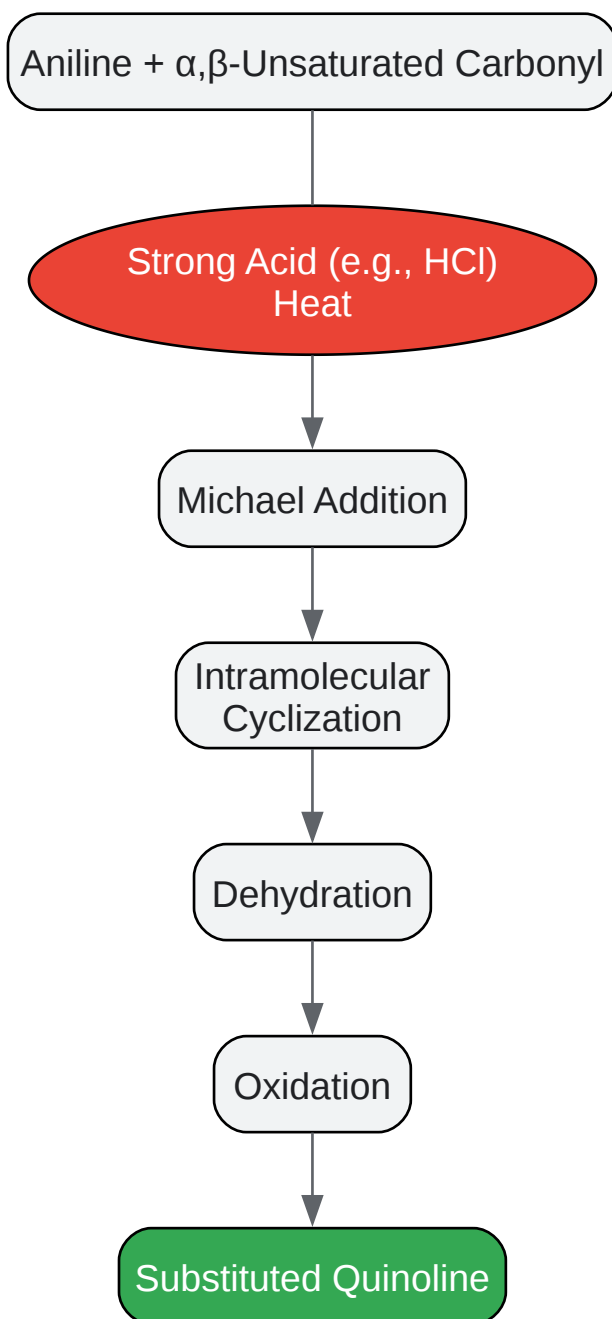 Aniline + α,β-Unsaturated Carbonyl
Strong Acid (e.g., HCl)
Heat
Michael Addition
Intramolecular
Cyclization
Dehydration
Oxidation
Substituted Quinoline